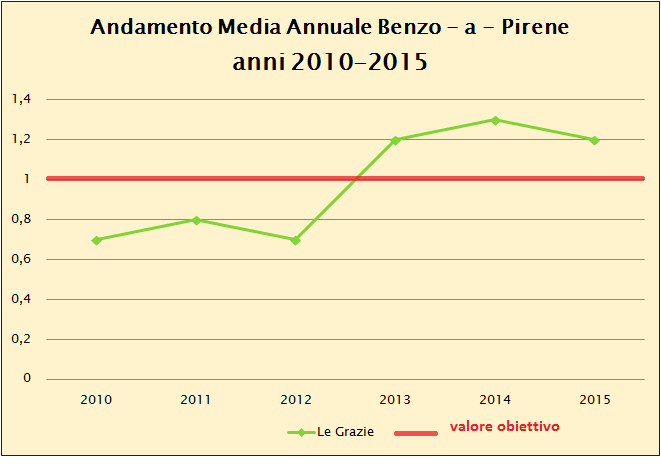 Andamento Media Annuale Benzo - a - Pirene
anni 2010-2015
1,4
1,2
1
0,8
0,6
0,4
0,2
0
2010 2011 2012 2013 2014 2015
Le Grazie valore obiettivo